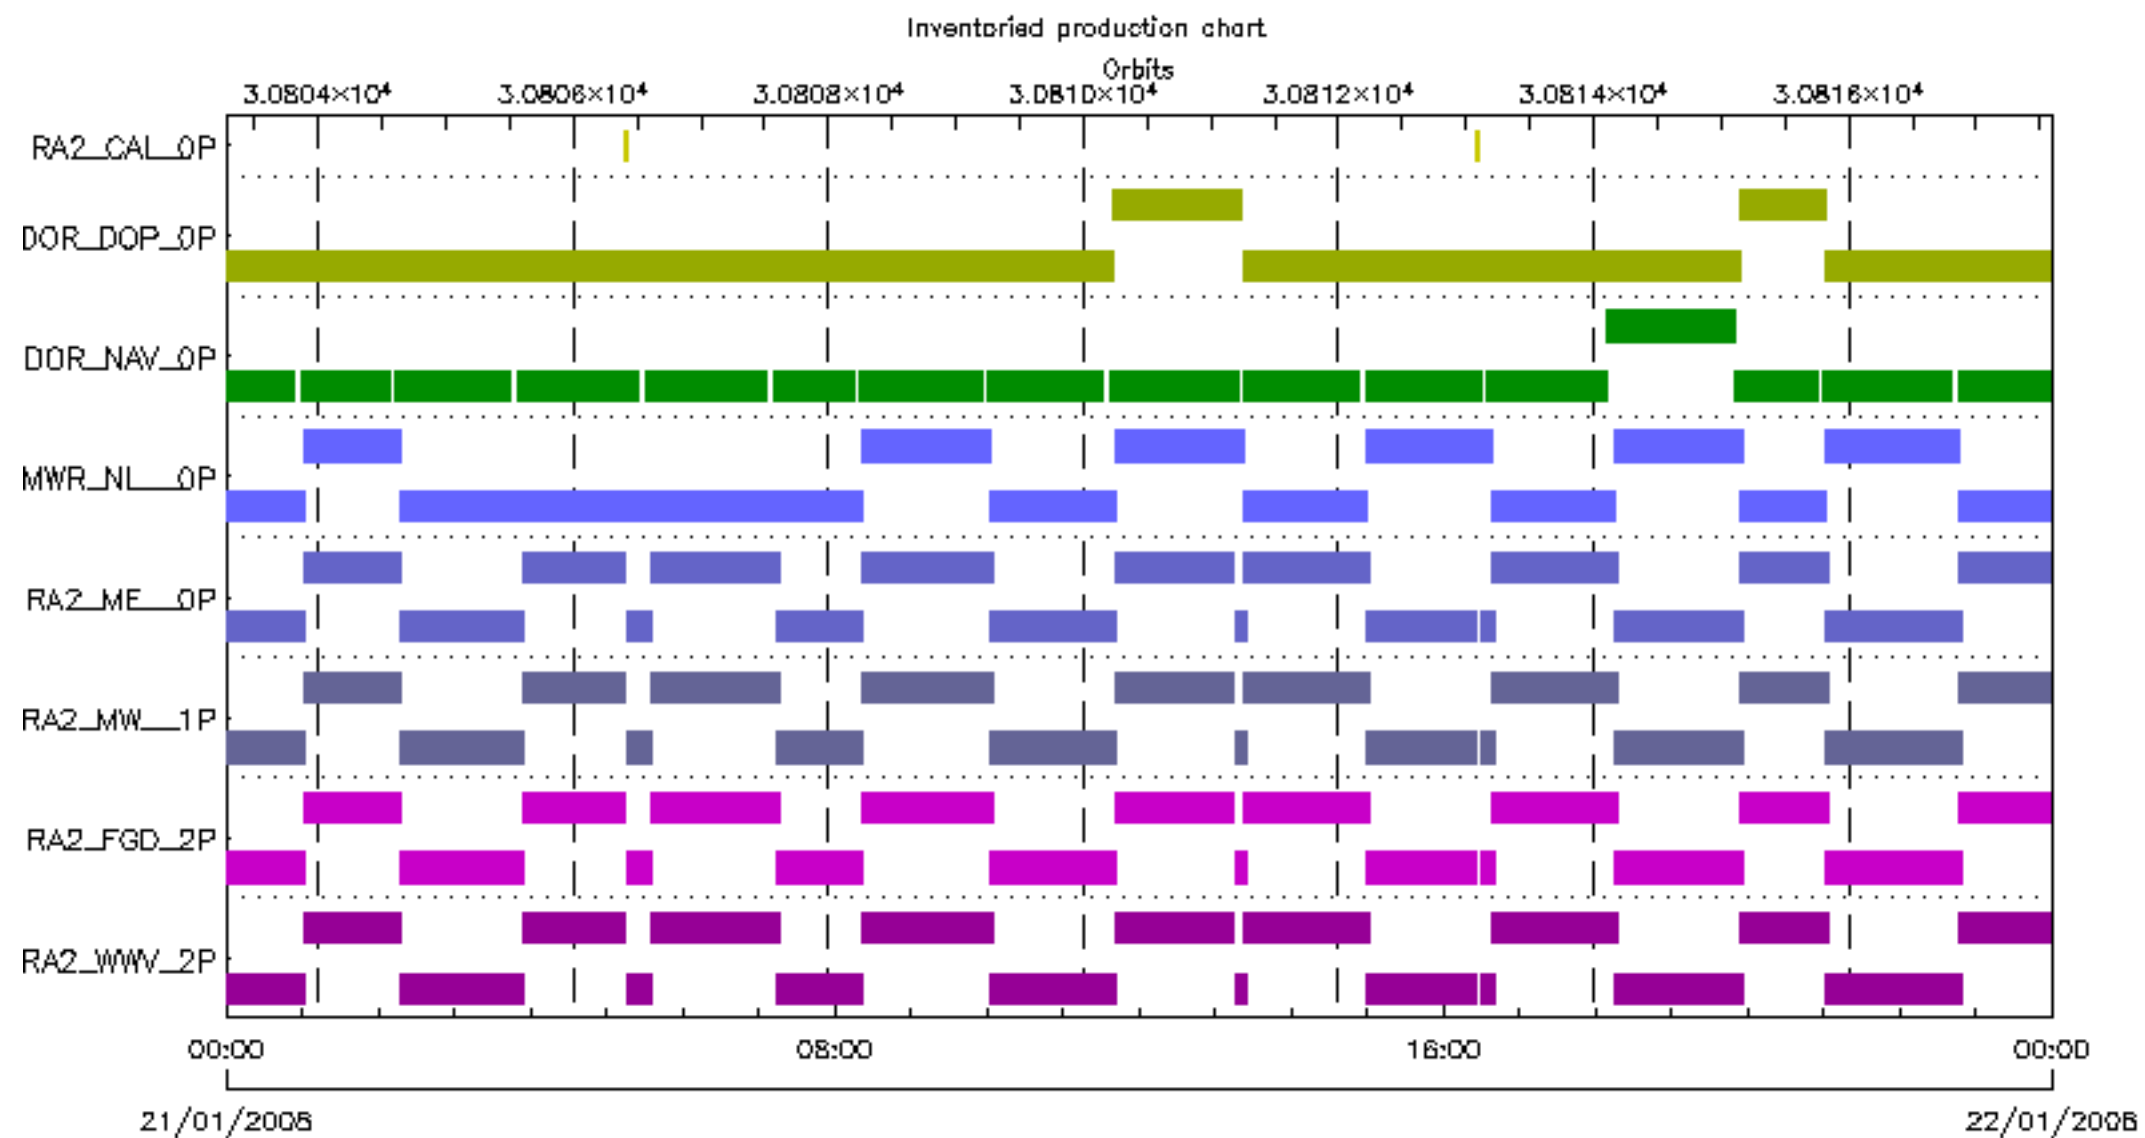 Inventoried production chart
Orbits
3.0804×10⁴ 3.0806×10⁴ 3.0808×10⁴ 3.0810×10⁴ 3.0812×10⁴ 3.0814×10⁴ 3.0816×10⁴
RA2_CAL_0P
DOR_DOP_0P
DOR_NAV_0P
MWR_NL__0P
RA2_ME__0P
RA2_MW__1P
RA2_FGD_2P
RA2_WWV_2P
00:00 08:00 16:00 00:00
21/01/2008 22/01/2008